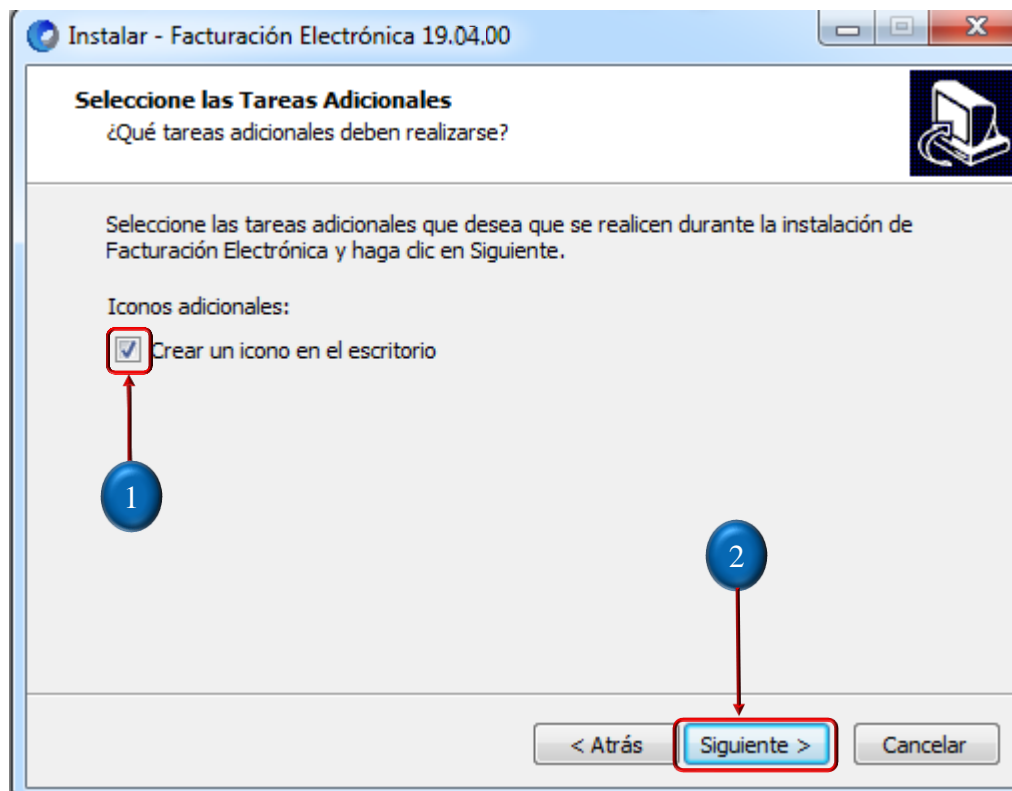 Instalar - Facturación Electrónica 19.04.00
Seleccione las Tareas Adicionales
¿Qué tareas adicionales deben realizarse?
Seleccione las tareas adicionales que desea que se realicen durante la instalación de
Facturación Electrónica y haga clic en Siguiente.
Iconos adicionales:
Crear un icono en el escritorio
1
2
< Atrás
Siguiente >
Cancelar